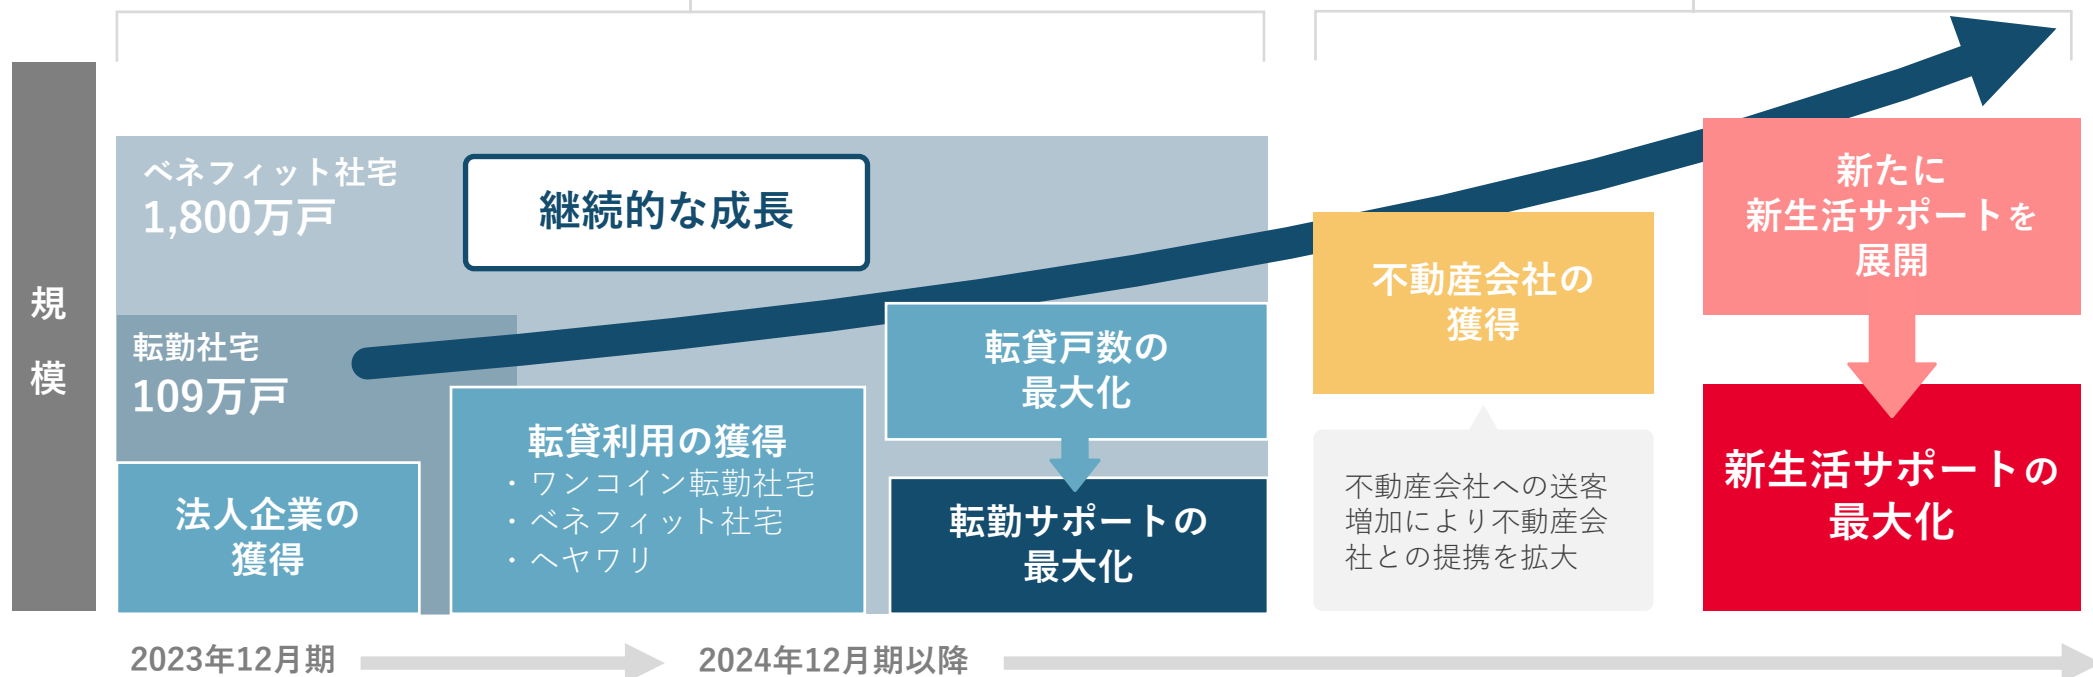 規
模
ベネフィット社宅
1,800万戸
継続的な成長
転勤社宅
109万戸
法人企業の
獲得
転貸利用の獲得
・ワンコイン転勤社宅
・ベネフィット社宅
・ヘヤワリ
転貸戸数の
最大化
転勤サポートの
最大化
不動産会社の
獲得
不動産会社への送客
増加により不動産会
社との提携を拡大
新たに
新生活サポートを
展開
新生活サポートの
最大化
2023年12月期
2024年12月期以降